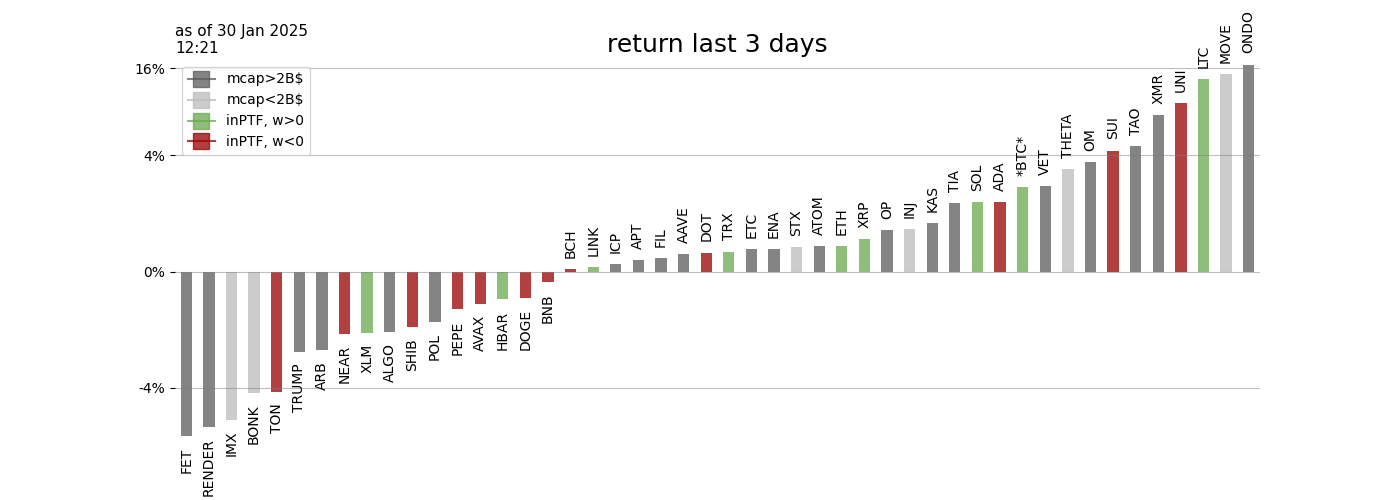 as of 30 Jan 2025
12:21
return last 3 days
16%
4%
0%
-4%
mcap>2B$
mcap<2B$
inPTF, w>0
inPTF, w<0
FET
RENDER
IMX
BONK
TON
TRUMP
ARB
NEAR
XLM
ALGO
SHIB
POL
PEPE
AVAX
HBAR
DOGE
BNB
BCH
LINK
ICP
APT
FIL
AAVE
DOT
TRX
ETC
ENA
STX
ATOM
ETH
XRP
OP
INJ
KAS
TIA
SOL
ADA
*BTC*
VET
THETA
OM
SUI
TAO
XMR
UNI
LTC
MOVE
ONDO